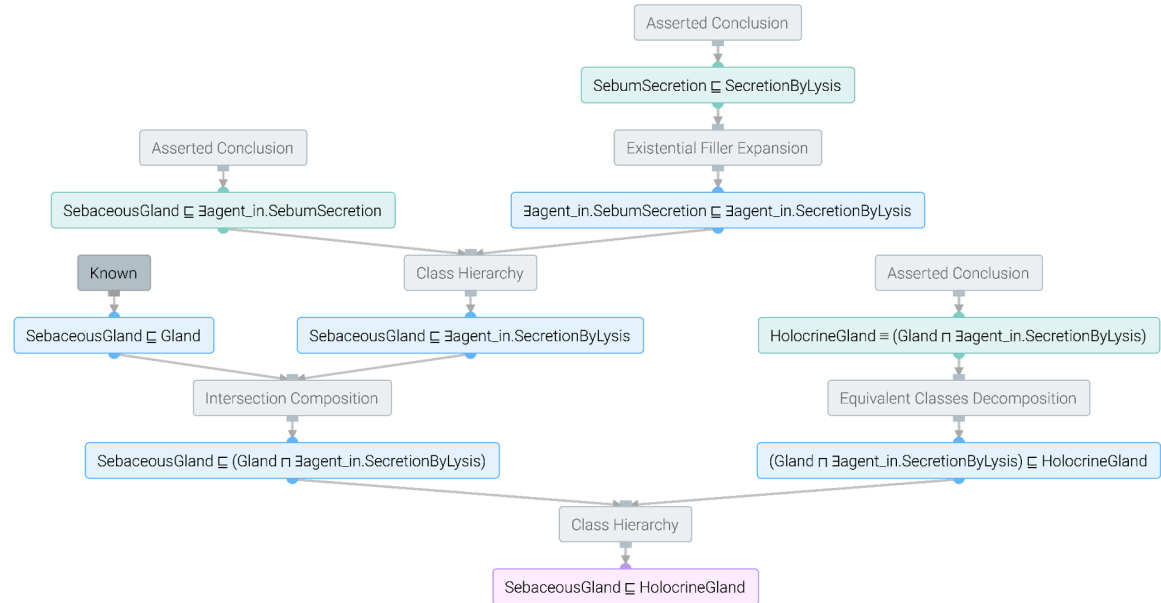 Asserted Conclusion
SebumSecretion ⊑ SecretionByLysis
Asserted Conclusion
Existential Filler Expansion
SebaceousGland ⊑ ∃agent_in.SebumSecretion
∃agent_in.SebumSecretion ⊑ ∃agent_in.SecretionByLysis
Known
Class Hierarchy
Asserted Conclusion
SebaceousGland ⊑ Gland
SebaceousGland ⊑ ∃agent_in.SecretionByLysis
HolocrineGland ≡ (Gland ⊓ ∃agent_in.SecretionByLysis)
Intersection Composition
Equivalent Classes Decomposition
SebaceousGland ⊑ (Gland ⊓ ∃agent_in.SecretionByLysis)
(Gland ⊓ ∃agent_in.SecretionByLysis) ⊑ HolocrineGland
Class Hierarchy
SebaceousGland ⊑ HolocrineGland